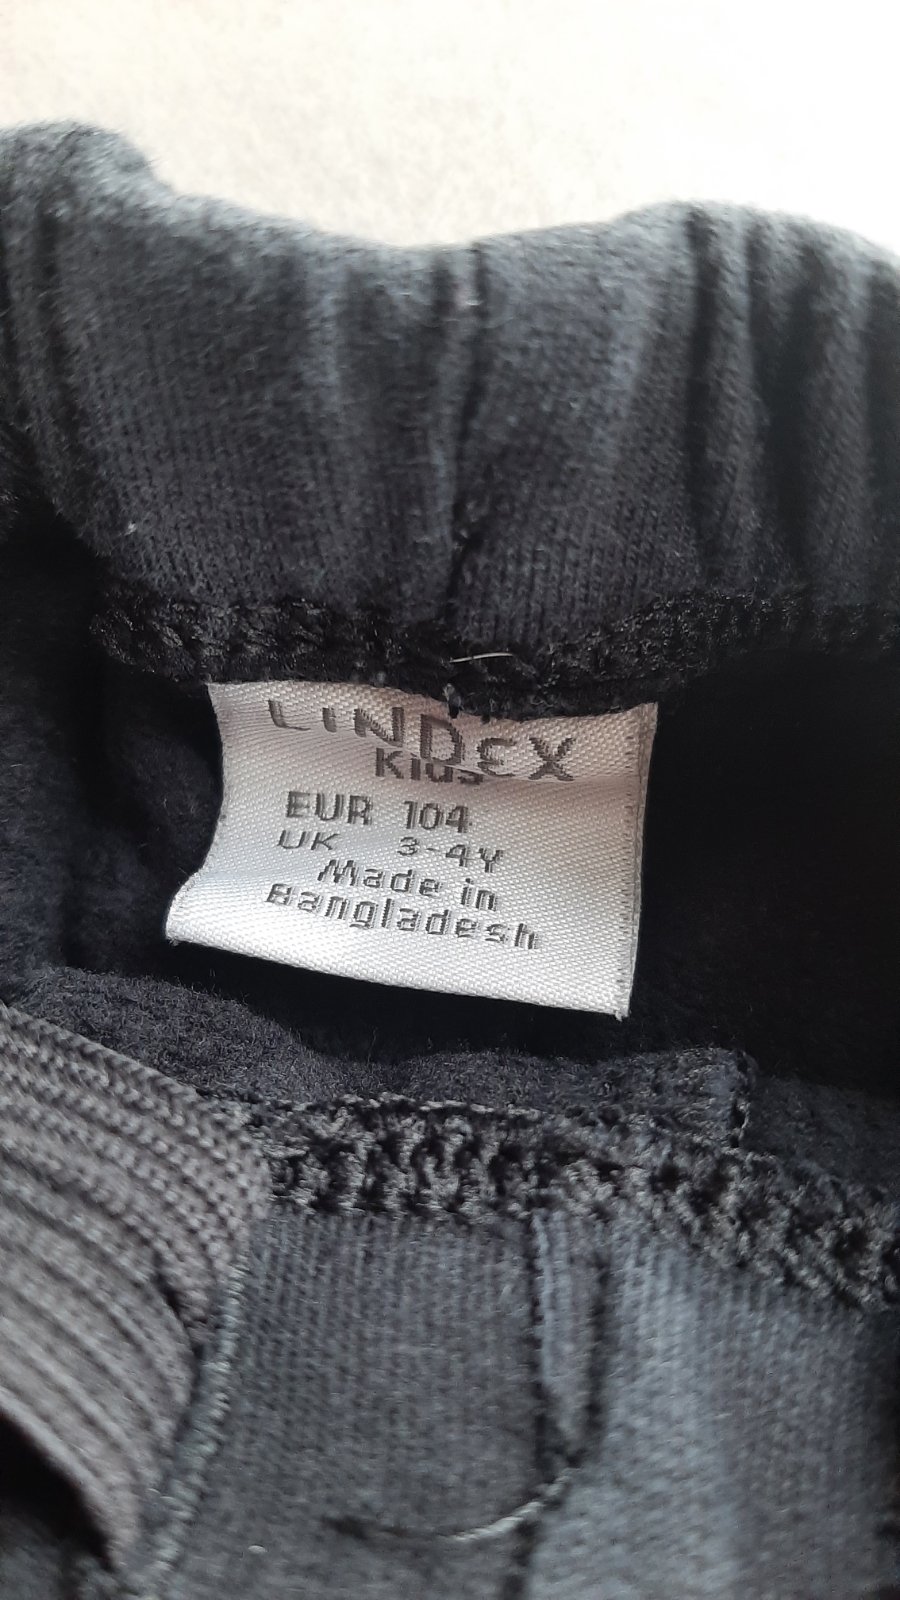 LINDEX
Kids
EUR 104
UK 3-4Y
Made in
Bangladesh